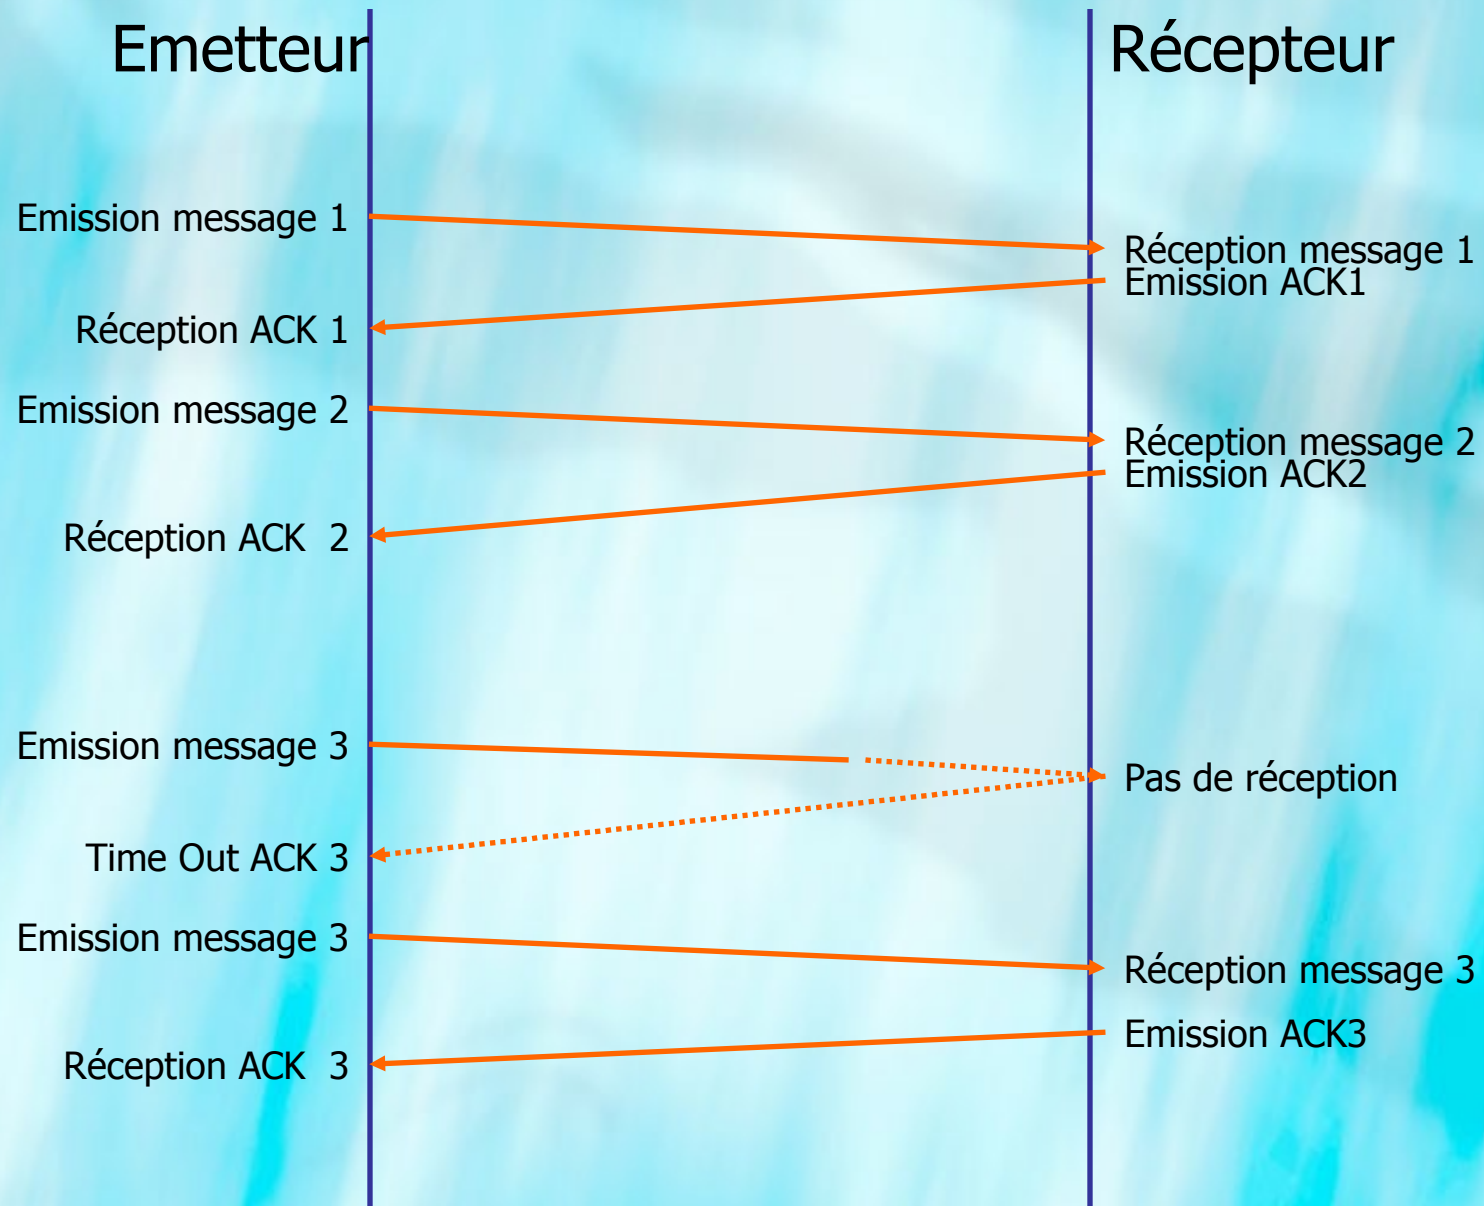 Emetteur
Récepteur
Emission message 1
Réception message 1
Emission ACK1
Réception ACK 1
Emission message 2
Réception message 2
Emission ACK2
Réception ACK 2
Emission message 3
Pas de réception
Time Out ACK 3
Emission message 3
Réception message 3
Emission ACK3
Réception ACK 3